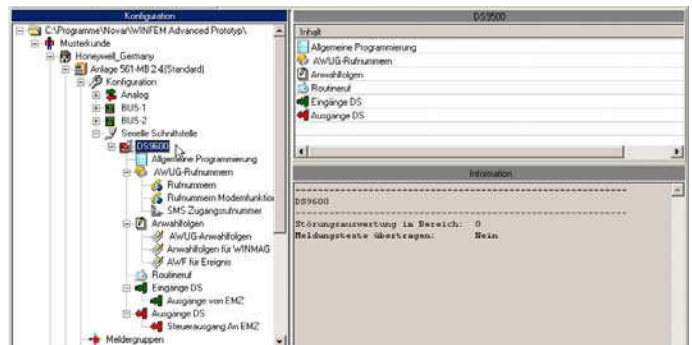 Konfiguration
C:\Programme\Novar\WINFEM Advanced Prototyp\
Musterkunde
Honeywell_Germany
Anlage 561-MB 24(Standard)
Konfiguration
Analog
BUS-1
BUS-2
Serielle Schnittstelle
DS9600
Allgemeine Programmierung
AWUG-Rufnummern
Rufnummern
Rufnummern Modemfunktion
SMS Zugangsrufnummer
Anwahlfolgen
AWUG-Anwahlfolgen
Anwahlfolgen für WINMAG
AWF für Ereignis
Routineruf
Eingänge DS
Ausgänge von EMZ
Ausgänge DS
Steuerausgang An EMZ
Meldergruppen
DS9500
Inhalt
Allgemeine Programmierung
AWUG-Rufnummern
Anwahlfolgen
Routineruf
Eingänge DS
Ausgänge DS
Information
DS9600
Störungsauswertung im Bereich: 0
Meldungstexte übertragen: Nein